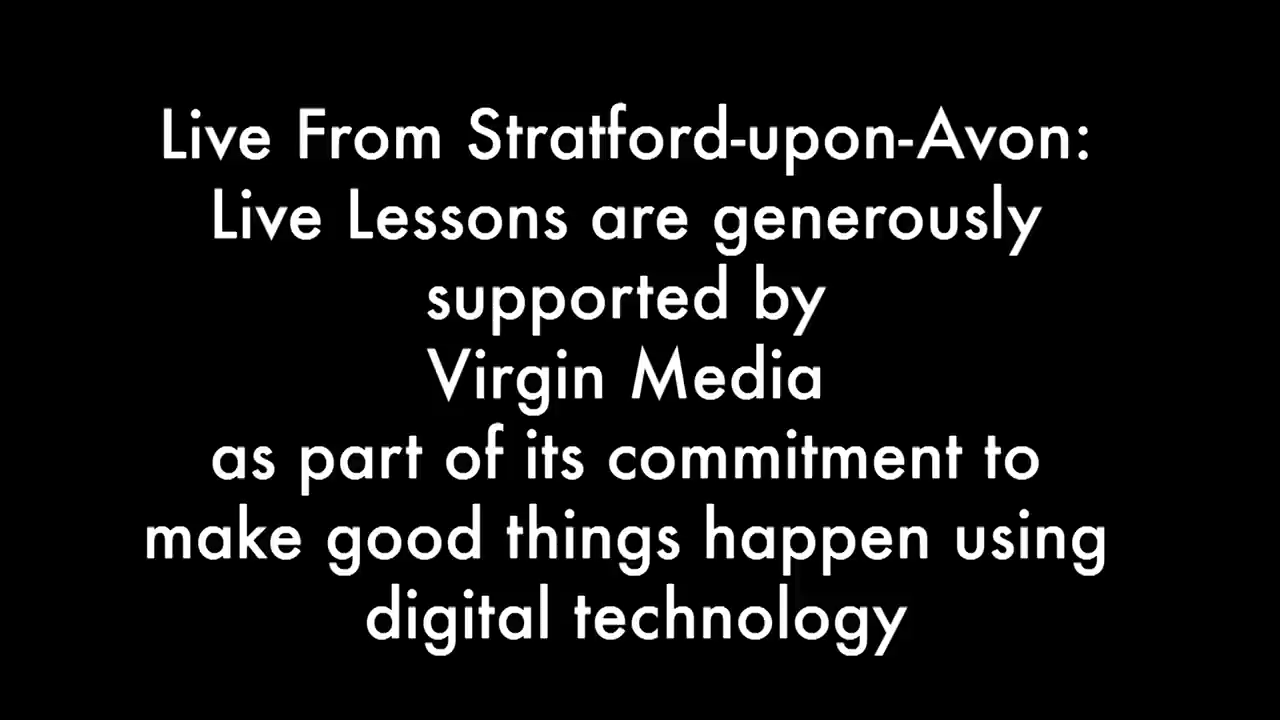 Live From Stratford-upon-Avon:
Live Lessons are generously
supported by
Virgin Media
as part of its commitment to
make good things happen using
digital technology